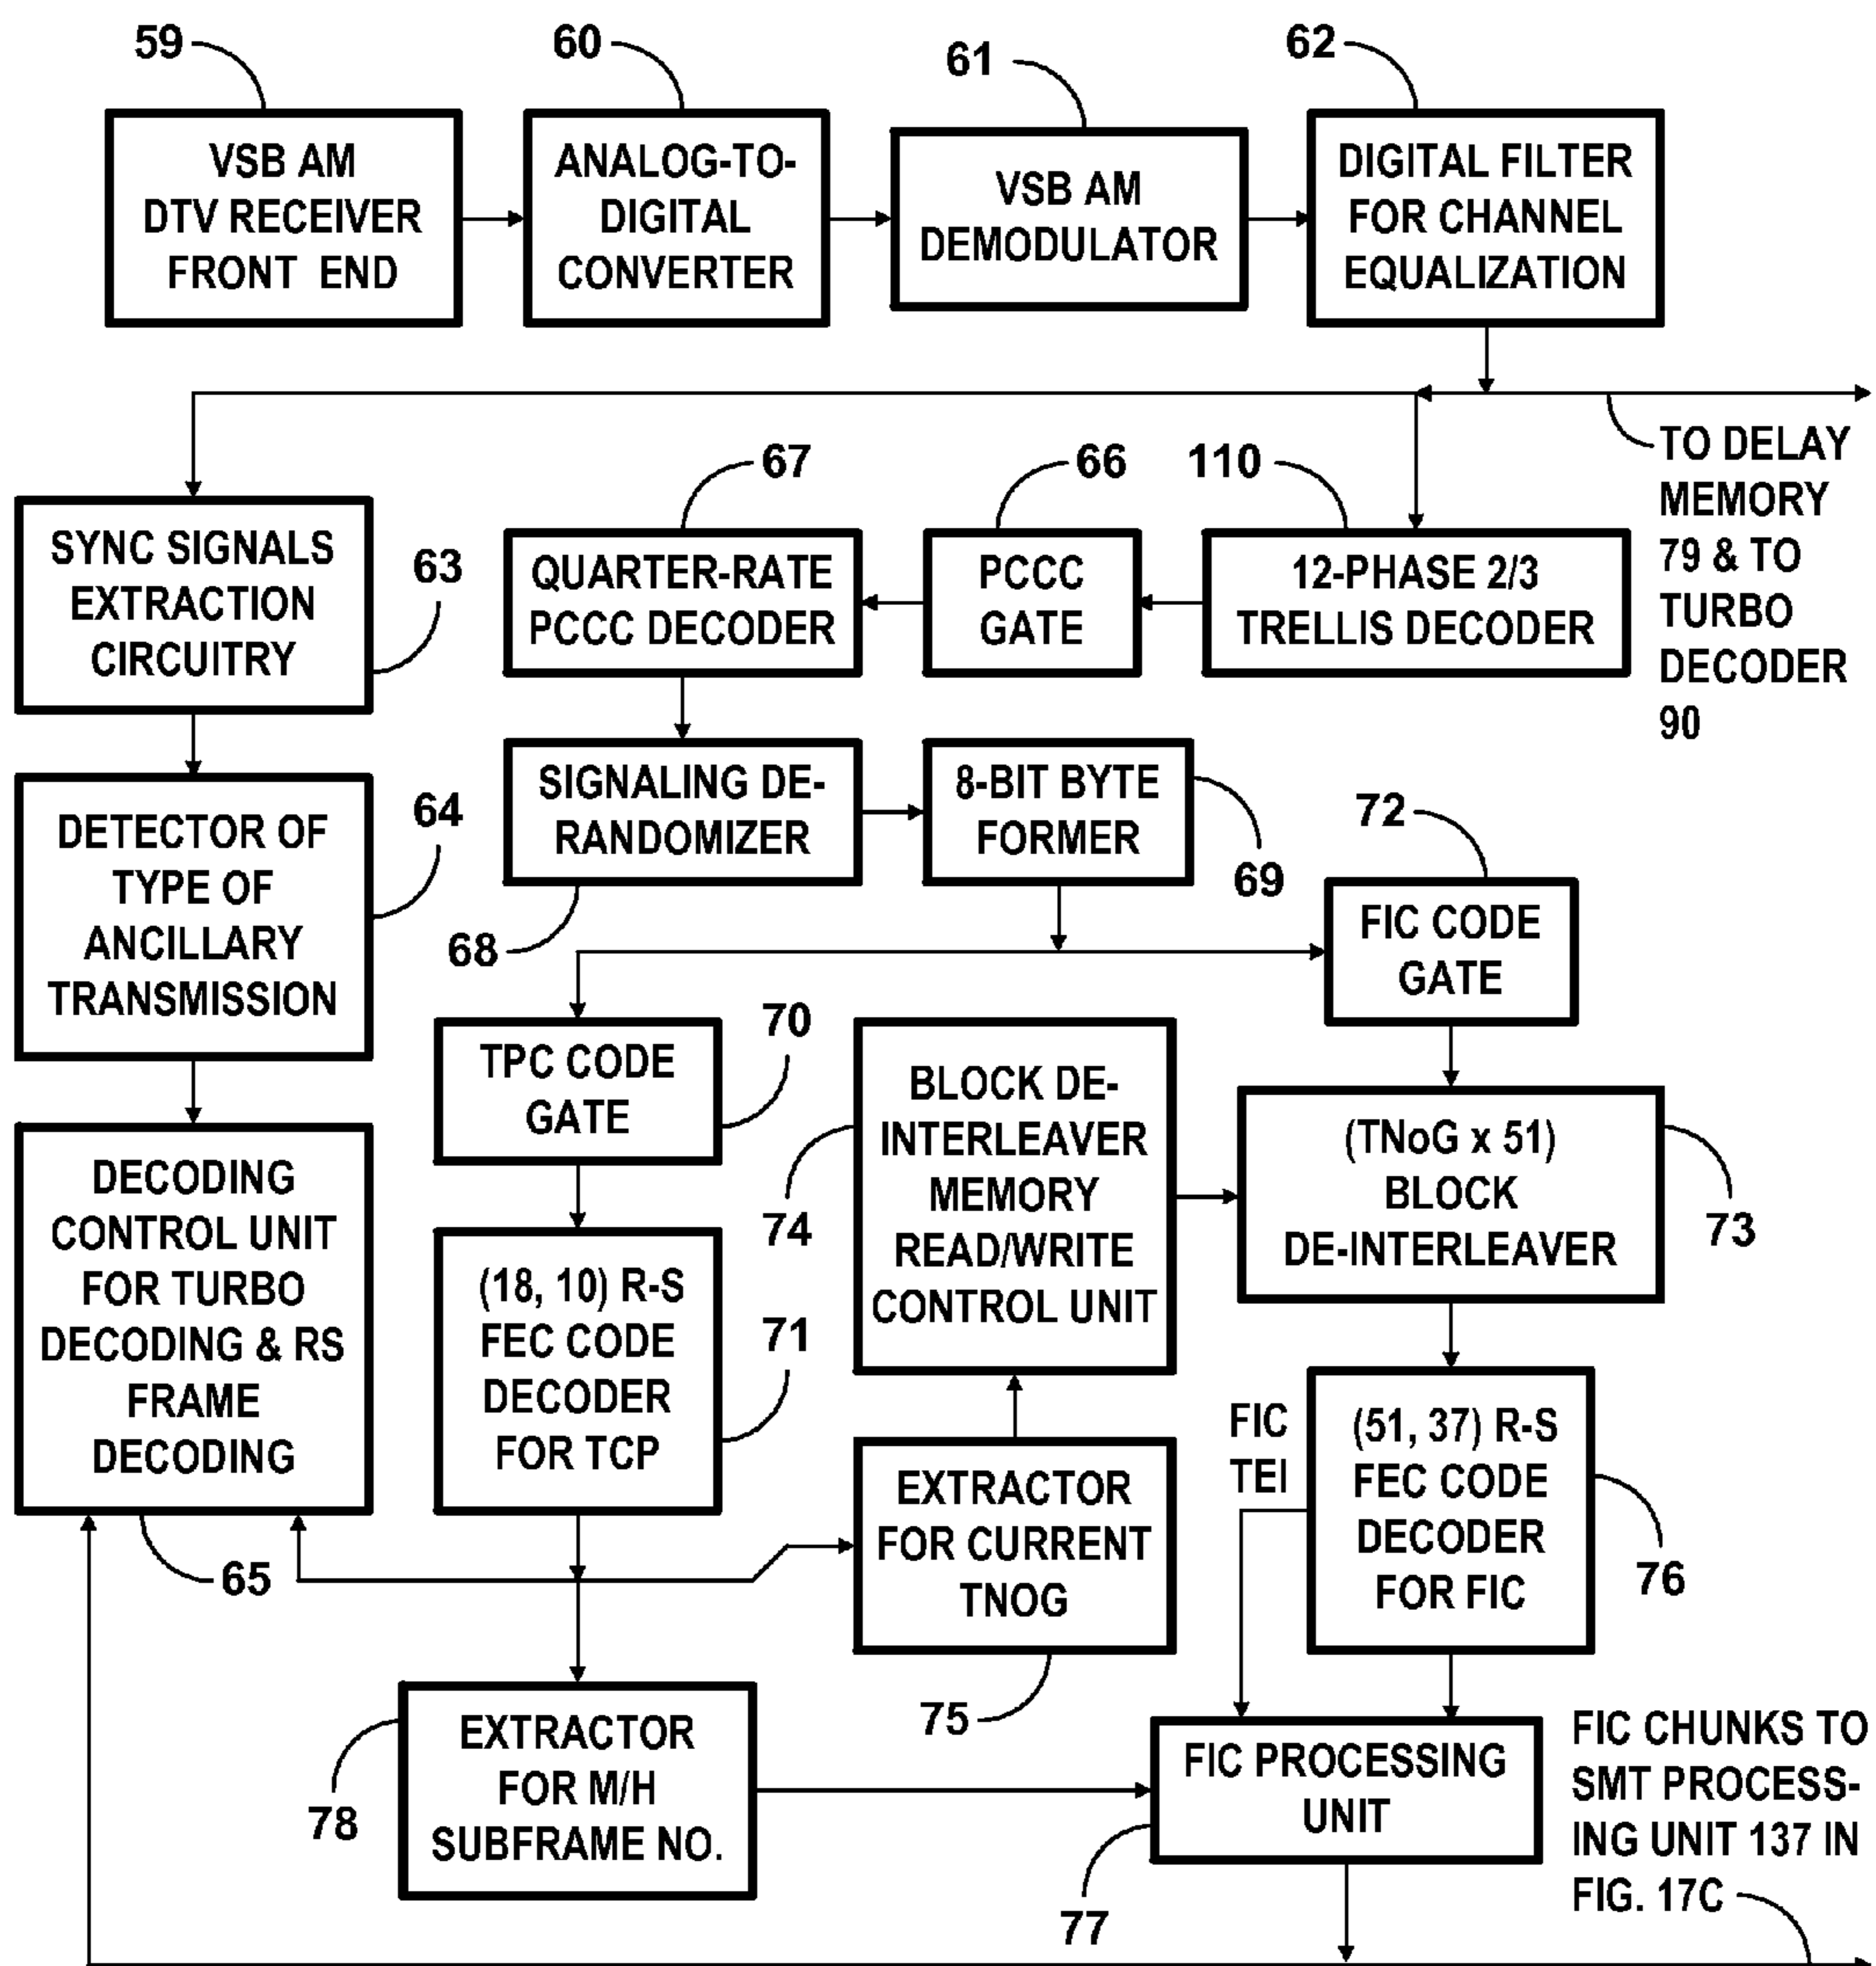 59
60
61
62
VSB AM
DTV RECEIVER
FRONT END
ANALOG-TO-
DIGITAL
CONVERTER
VSB AM
DEMODULATOR
DIGITAL FILTER
FOR CHANNEL
EQUALIZATION
TO DELAY
MEMORY
79 & TO
TURBO
DECODER
90
67
66
110
SYNC SIGNALS
EXTRACTION
CIRCUITRY
63
QUARTER-RATE
PCCC DECODER
PCCC
GATE
12-PHASE 2/3
TRELLIS DECODER
DETECTOR OF
TYPE OF
ANCILLARY
TRANSMISSION
64
SIGNALING DE-
RANDOMIZER
68
8-BIT BYTE
FORMER
69
72
FIC CODE
GATE
TPC CODE
GATE
70
BLOCK DE-
INTERLEAVER
MEMORY
READ/WRITE
CONTROL UNIT
74
(TNoG x 51)
BLOCK
DE-INTERLEAVER
73
DECODING
CONTROL UNIT
FOR TURBO
DECODING & RS
FRAME
DECODING
65
(18, 10) R-S
FEC CODE
DECODER
FOR TCP
71
EXTRACTOR
FOR CURRENT
TNOG
75
FIC
TEI
(51, 37) R-S
FEC CODE
DECODER
FOR FIC
76
EXTRACTOR
FOR M/H
SUBFRAME NO.
78
FIC PROCESSING
UNIT
77
FIC CHUNKS TO
SMT PROCESS-
ING UNIT 137 IN
FIG. 17C